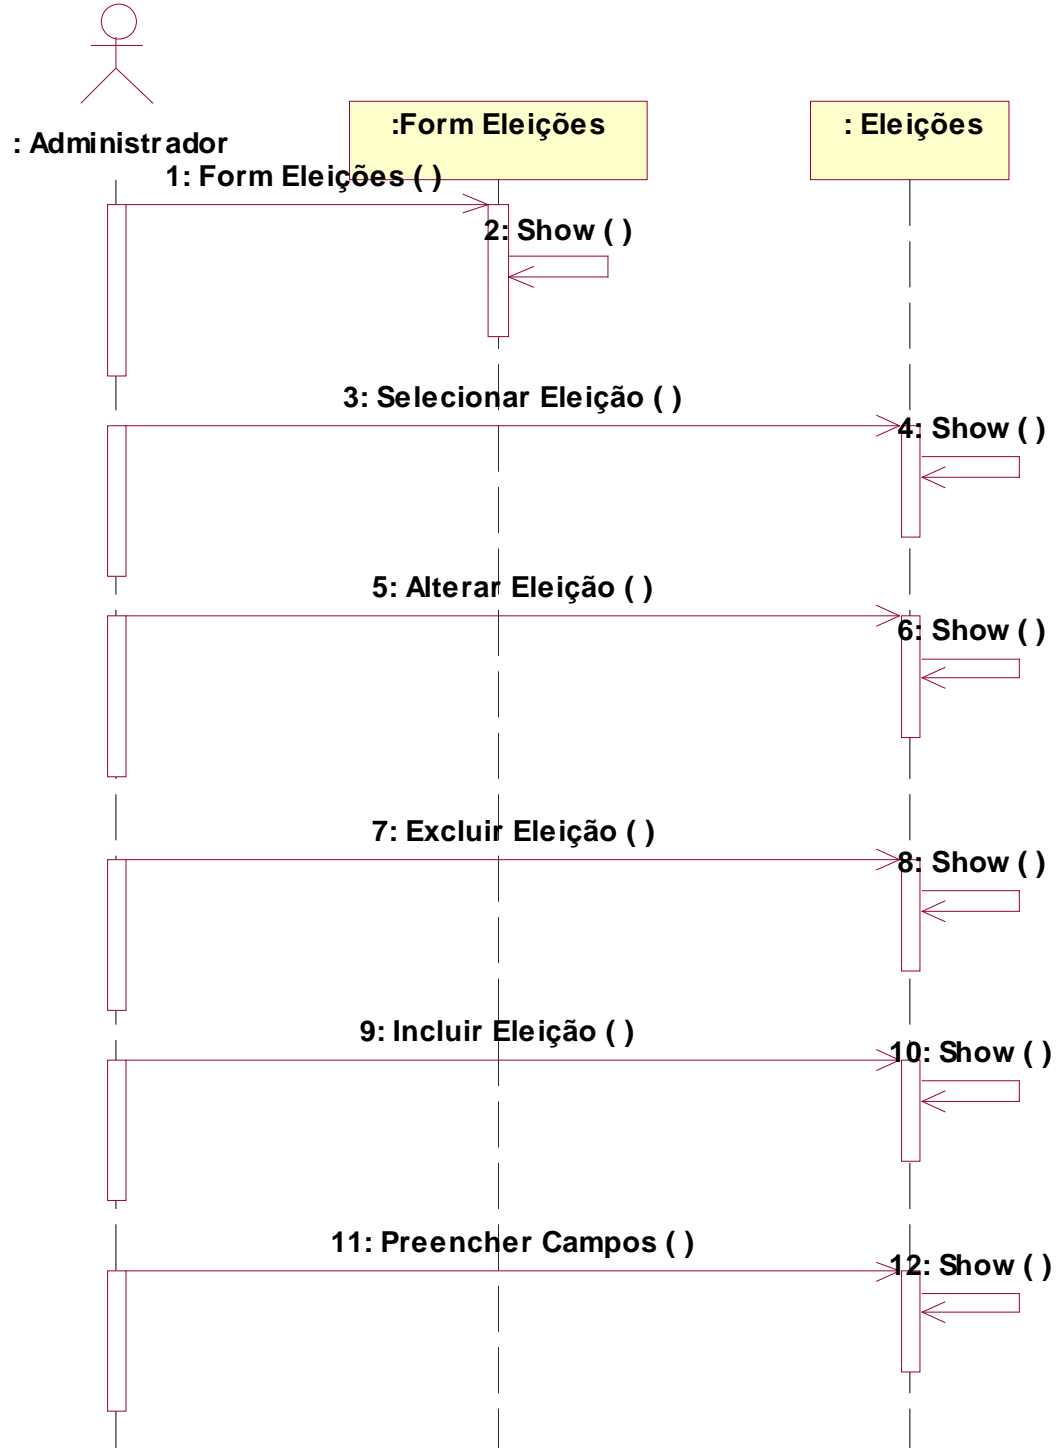 : Administrador
:Form Eleições
: Eleições
1: Form Eleições ( )
2: Show ( )
3: Selecionar Eleição ( )
4: Show ( )
5: Alterar Eleição ( )
6: Show ( )
7: Excluir Eleição ( )
8: Show ( )
9: Incluir Eleição ( )
10: Show ( )
11: Preencher Campos ( )
12: Show ( )